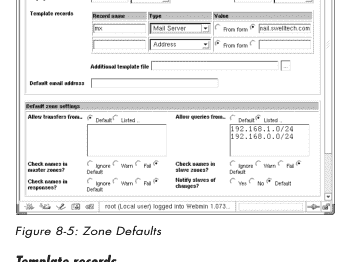 Template records
Record name Type Value
mx Mail Server From form mail.swelltech.com
Address From form
Additional template file ...
Default email address
Default zone settings
Allow transfers from.. Default Listed .. Allow queries from.. Default Listed ..
192.168.1.0/24
192.168.0.0/24
Check names in master zones? Ignore Warn Fail Default Check names in slave zones? Ignore Warn Fail Default
Check names in responses? Ignore Warn Fail Default Notify slaves of changes? Yes No Default
root (Local user) logged into Webmin 1.073...
Figure 8-5: Zone Defaults
Template records